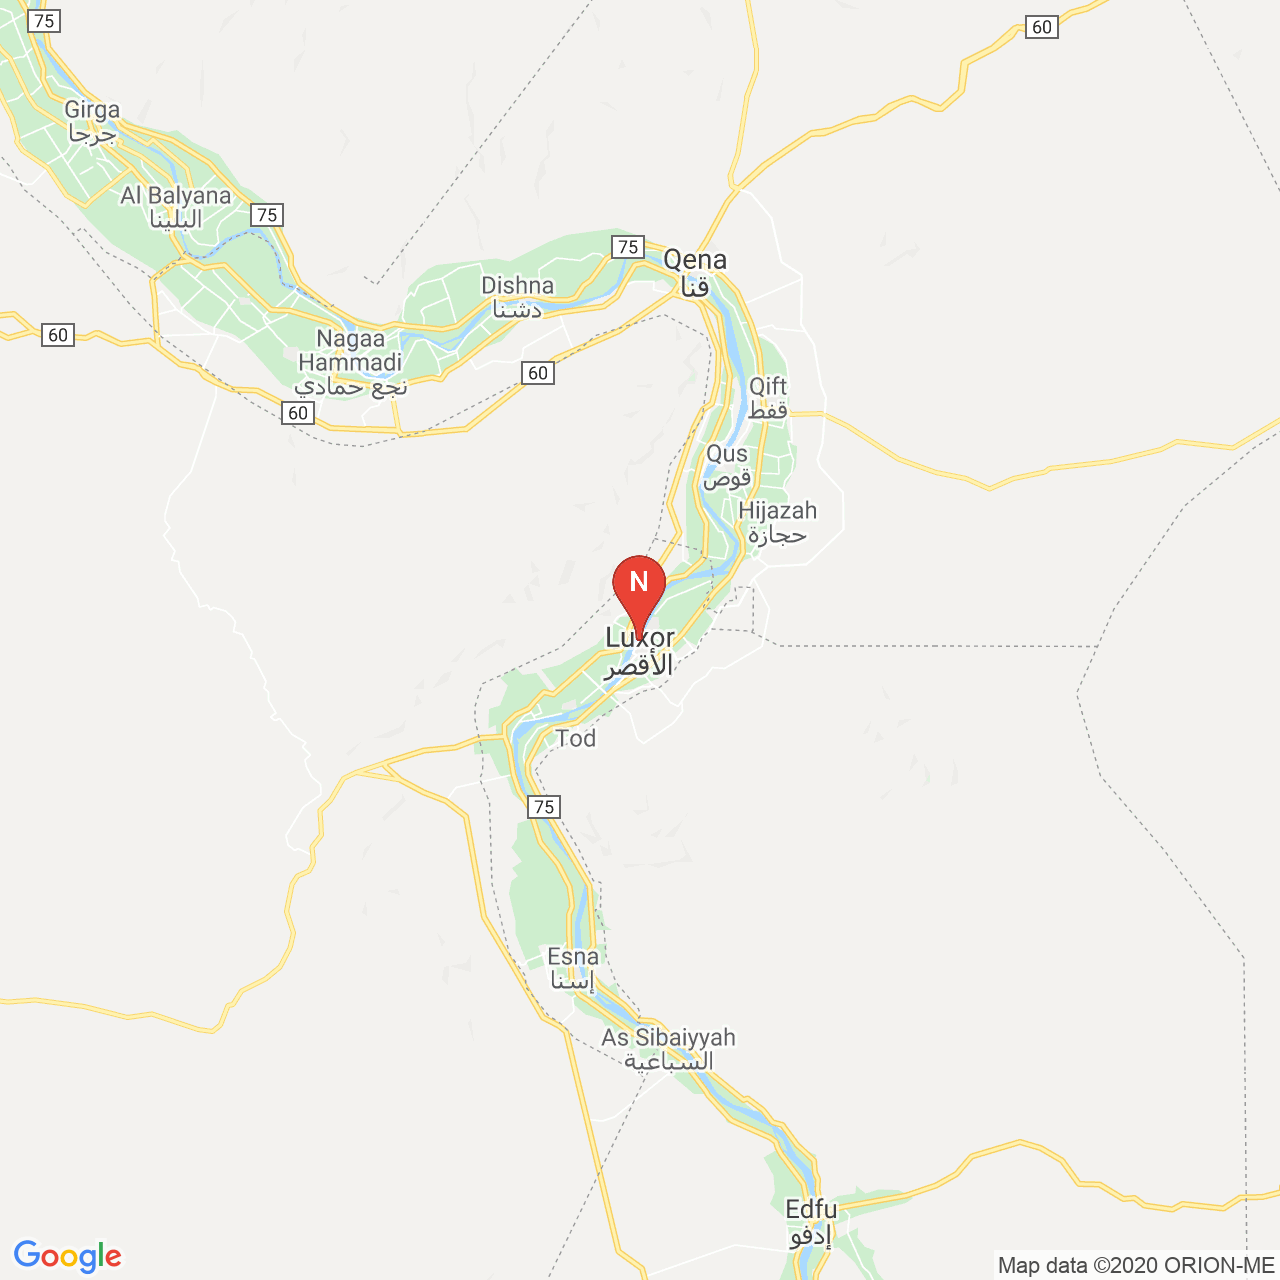 75
60
Girga
جرجا
Al Balyana
البلينا
75
75
Qena
قنا
Dishna
دشنا
60
Nagaa
Hammadi
نجع حمادي
60
60
Qift
قفط
Qus
قوص
Hijazah
حجازة
N
Luxor
الأقصر
Tod
75
Esna
إسنا
As Sibaiyyah
السباعية
Edfu
إدفو
Google
Map data ©2020 ORION-ME